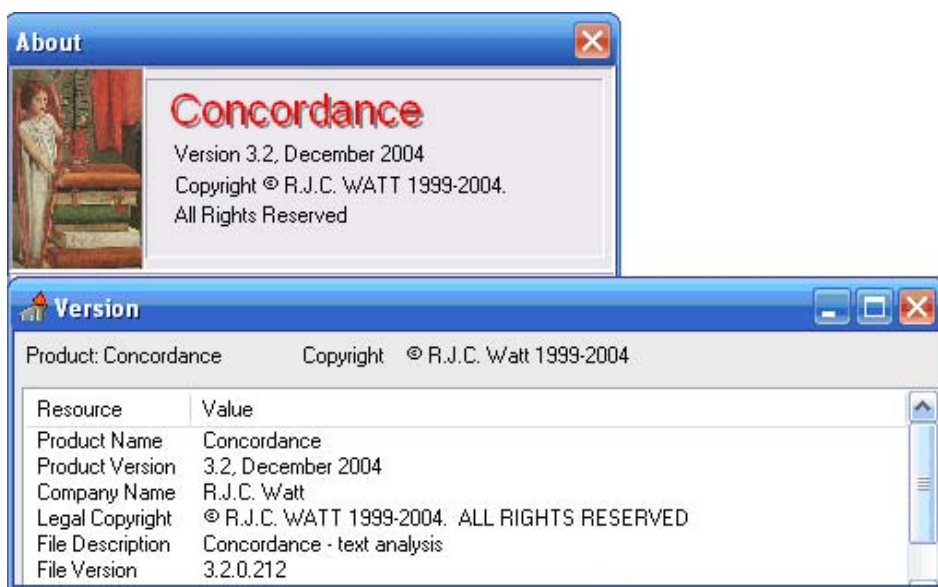 About
Concordance
Version 3.2, December 2004
Copyright © R.J.C. WATT 1999-2004.
All Rights Reserved
Version
Product: Concordance Copyright © R.J.C. Watt 1999-2004
Resource Value
Product Name Concordance
Product Version 3.2, December 2004
Company Name R.J.C. Watt
Legal Copyright © R.J.C. WATT 1999-2004. ALL RIGHTS RESERVED
File Description Concordance - text analysis
File Version 3.2.0.212